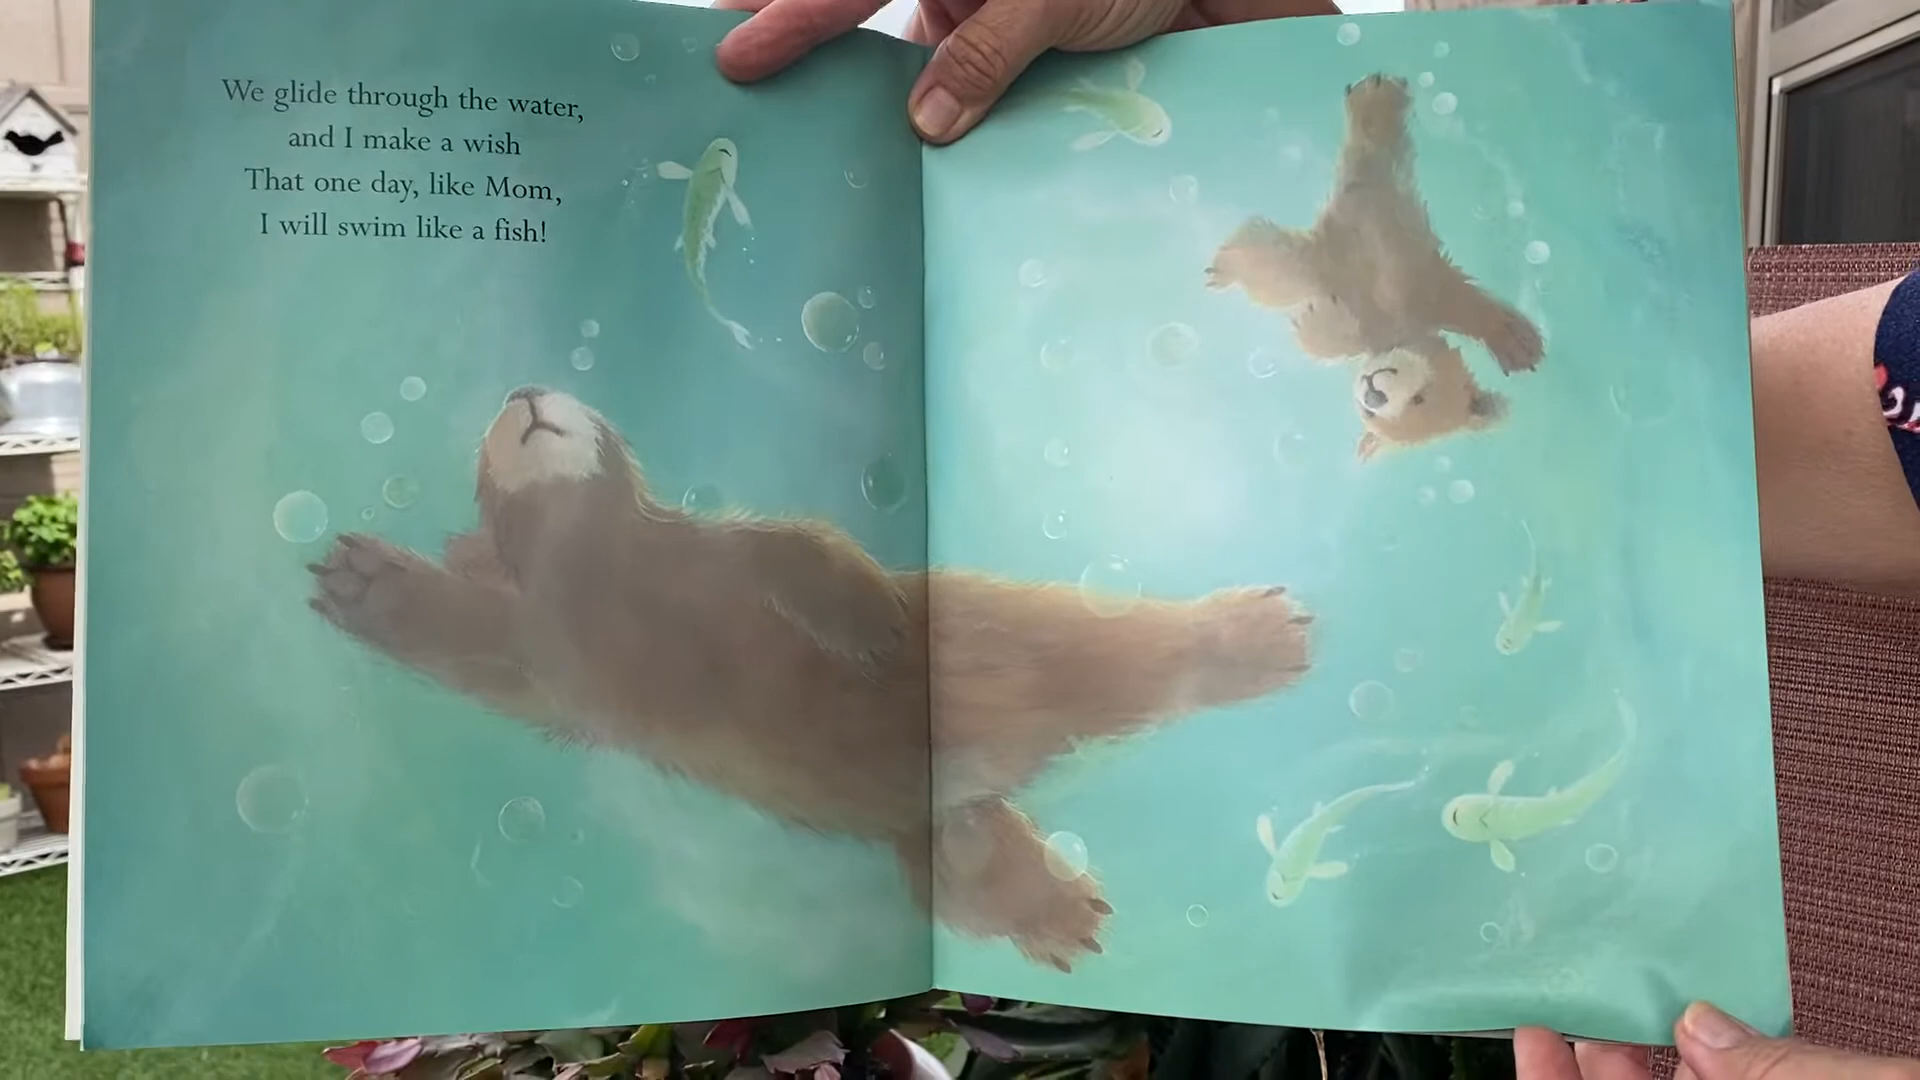 We glide through the water,
and I make a wish
That one day, like Mom,
I will swim like a fish!